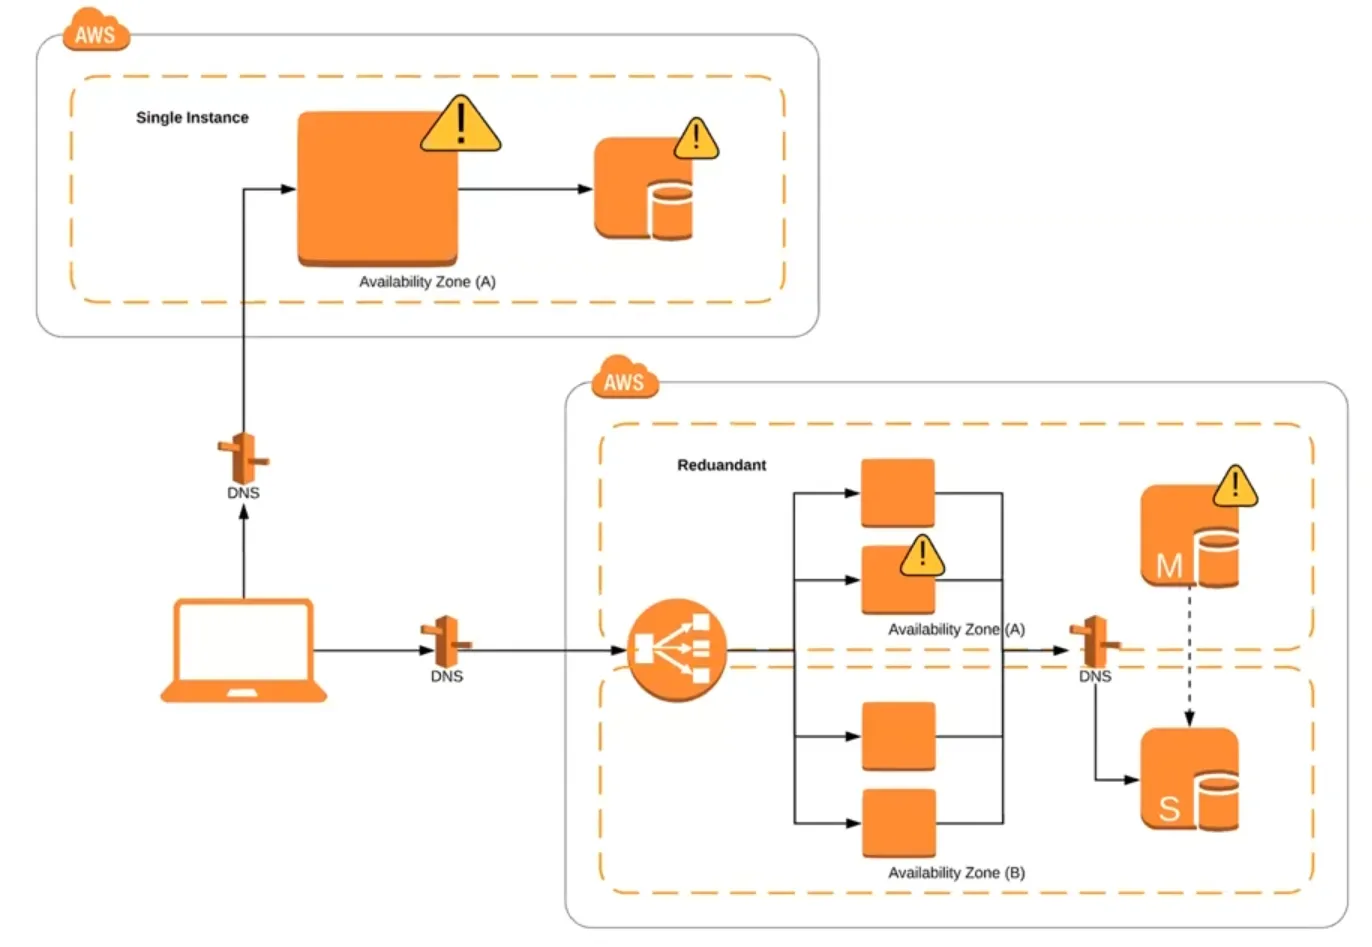 AWS
Single Instance
Availability Zone (A)
DNS
AWS
Reduandant
M
Availability Zone (A)
DNS
DNS
S
Availability Zone (B)